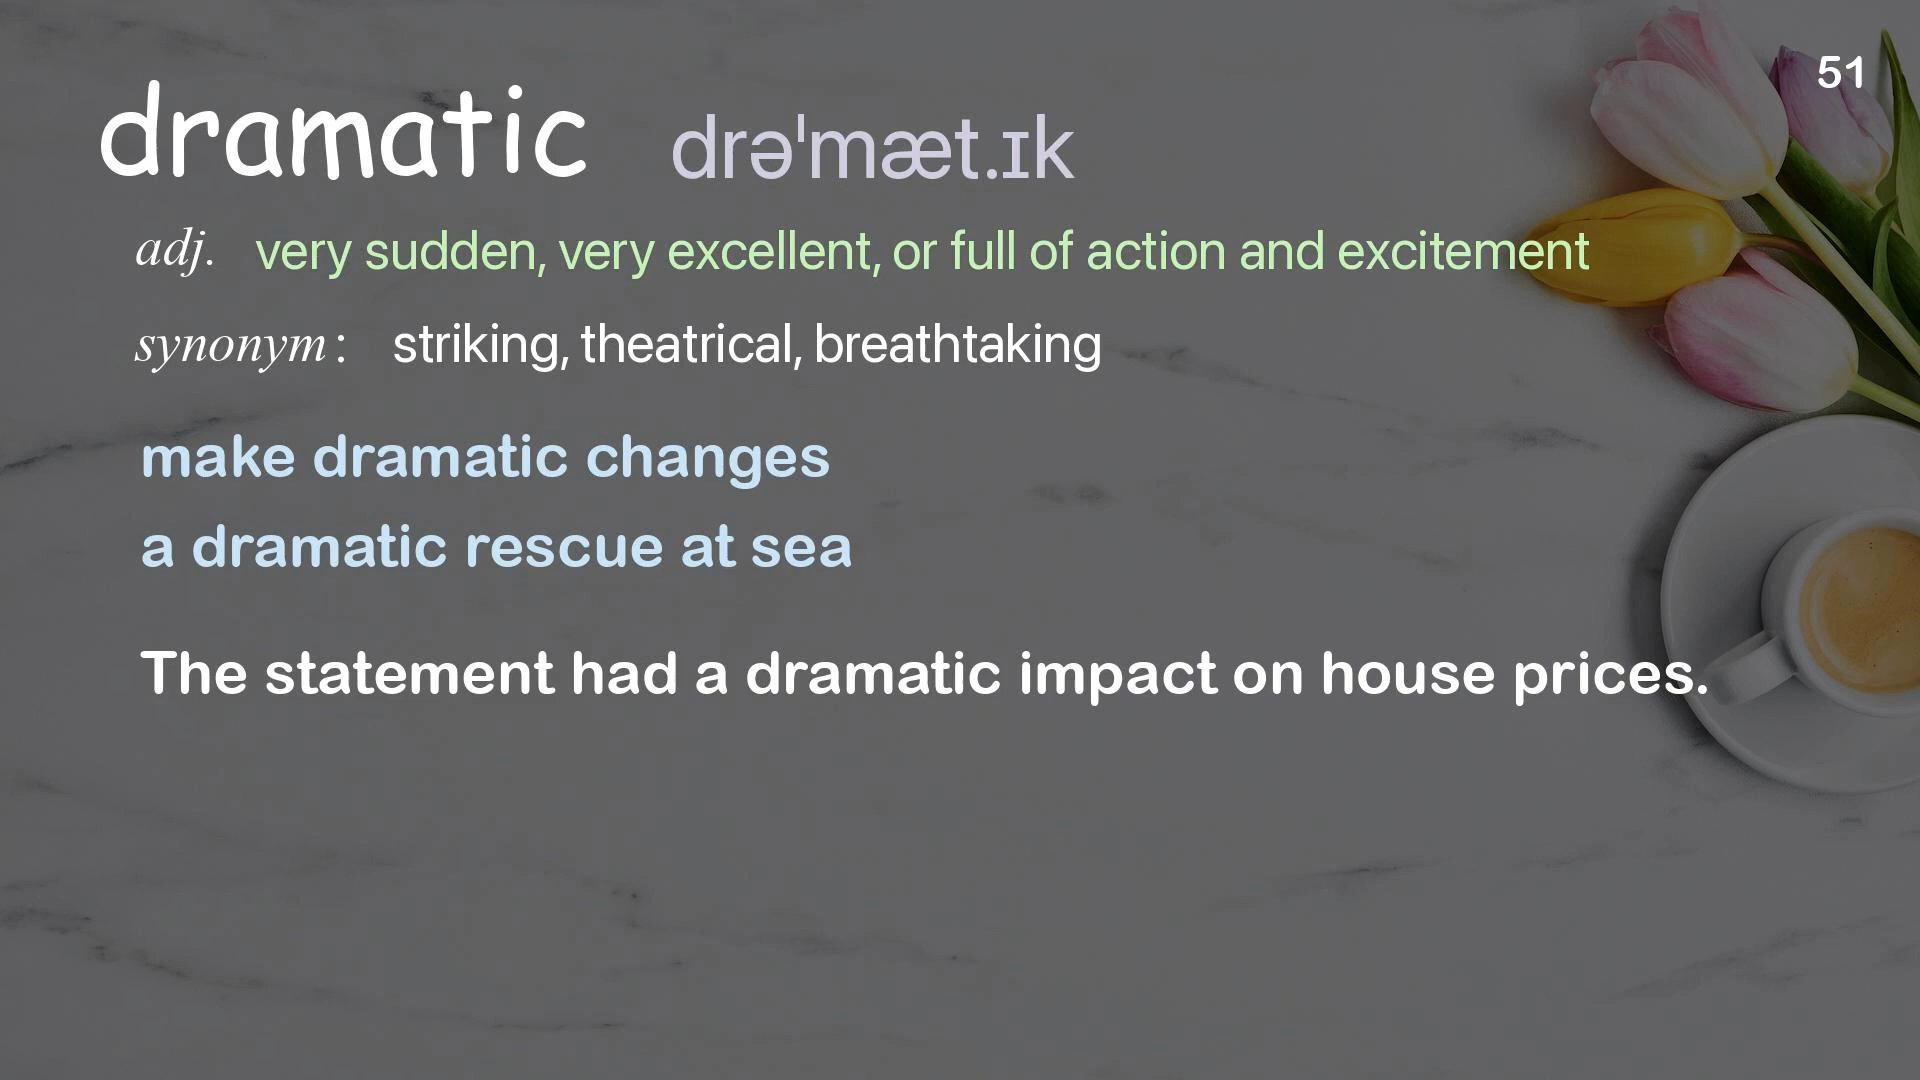 51
dramatic drəˈmæt.ɪk
adj. very sudden, very excellent, or full of action and excitement
synonym: striking, theatrical, breathtaking
make dramatic changes
a dramatic rescue at sea
The statement had a dramatic impact on house prices.